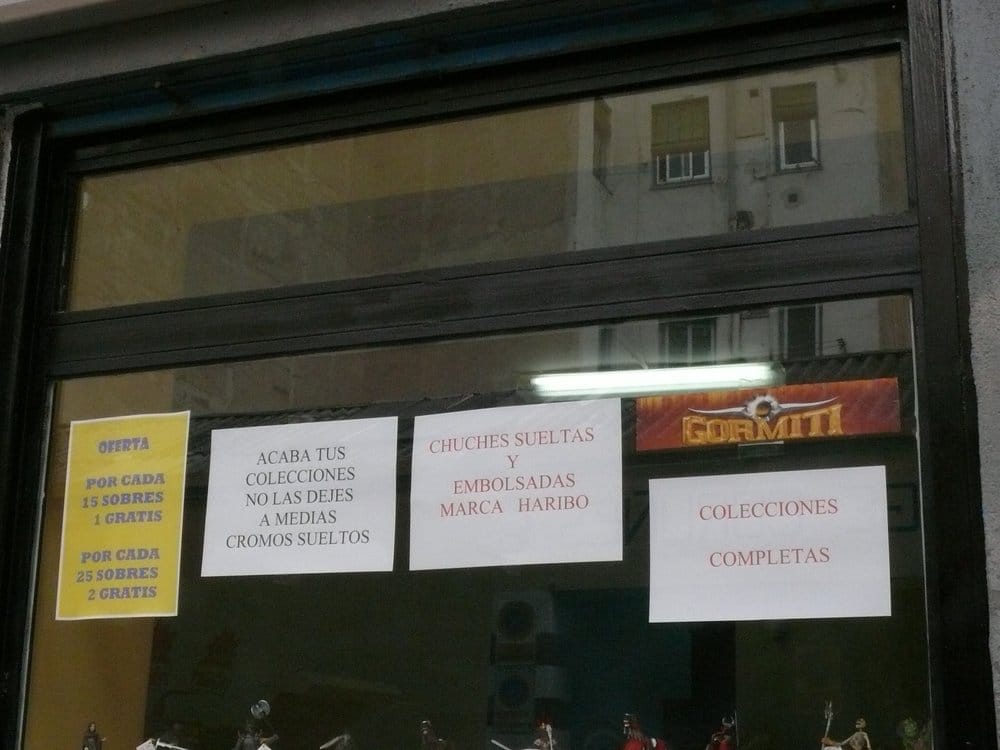 OFERTA
POR CADA
15 SOBRES
1 GRATIS
POR CADA
25 SOBRES
2 GRATIS
ACABA TUS
COLECCIONES
NO LAS DEJES
A MEDIAS
CROMOS SUELTOS
CHUCHES SUELTAS
Y
EMBOLSADAS
MARCA HARIBO
GORMITI
COLECCIONES
COMPLETAS